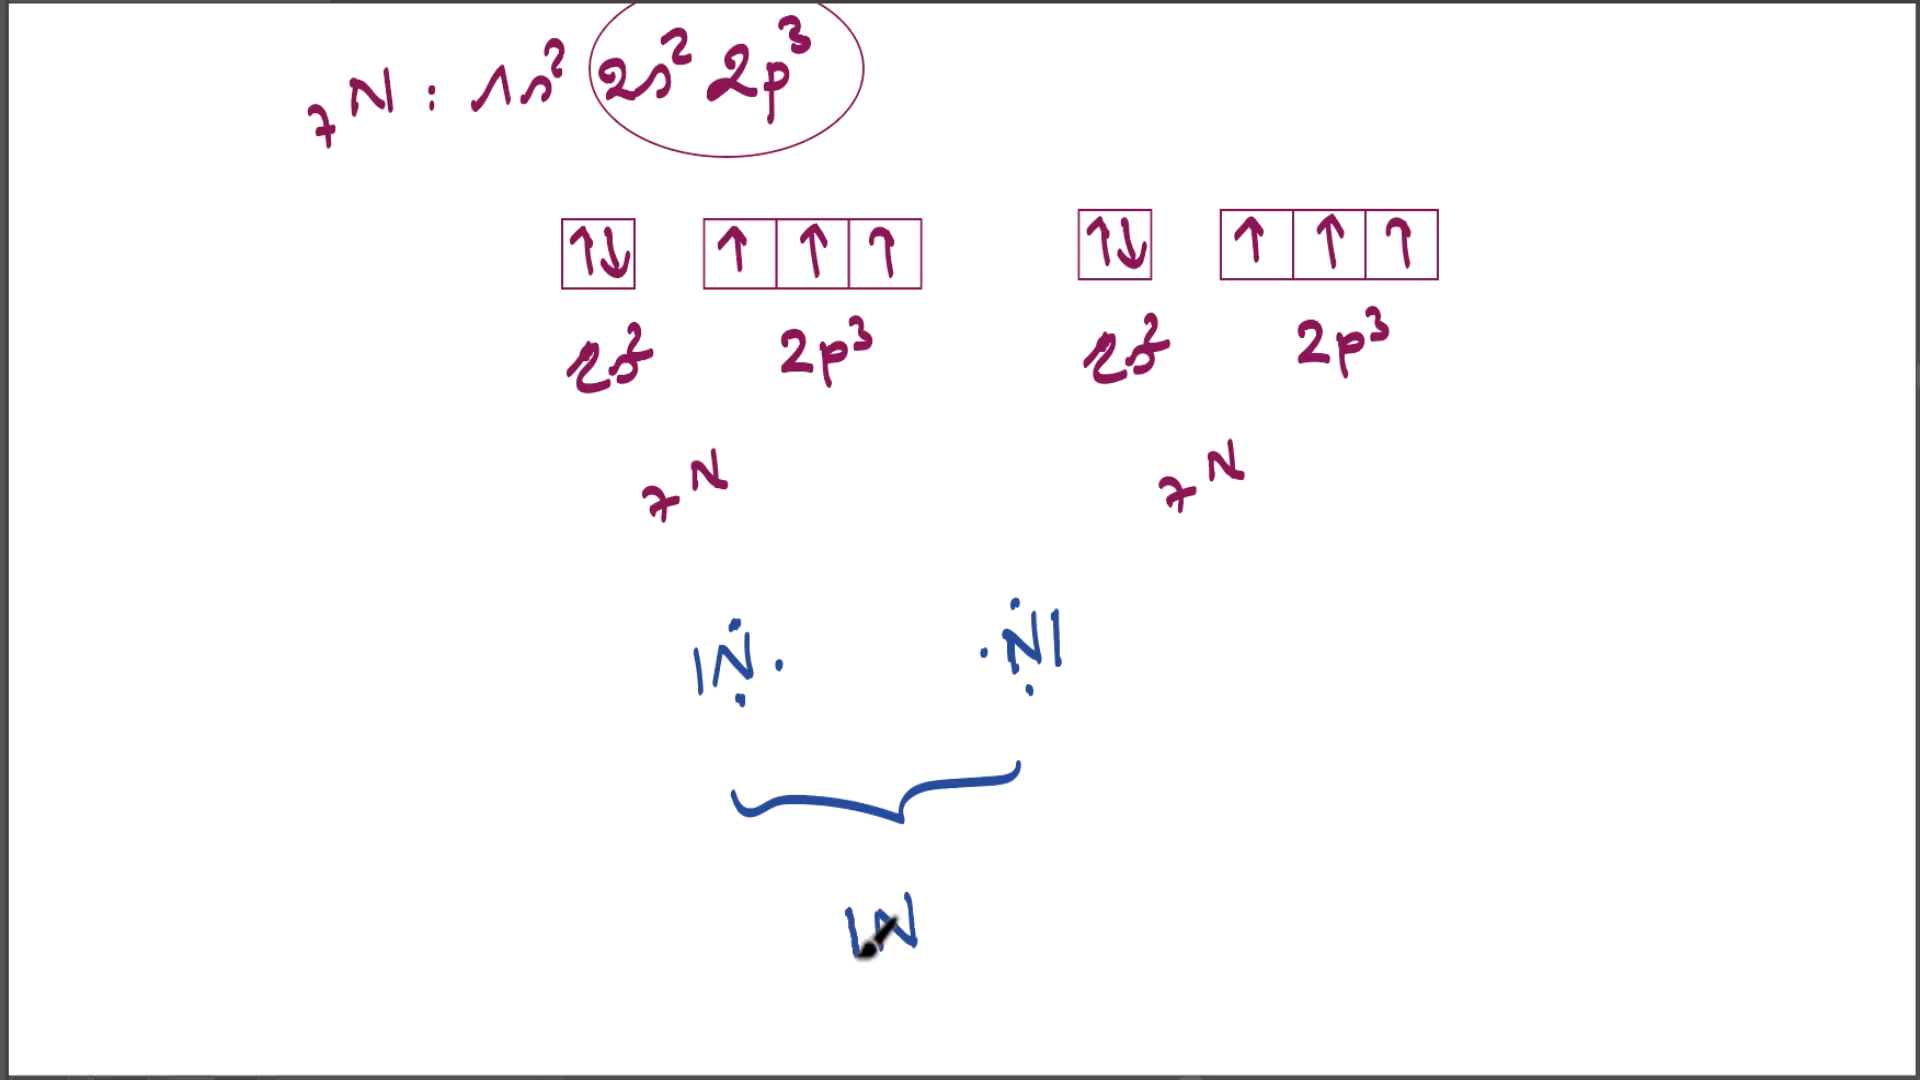 ₇N : 1s² 2s² 2p³
↑↓ ↑ ↑ ↑ ↑↓ ↑ ↑ ↑
2s² 2p³ 2s² 2p³
₇N ₇N
|Ṇ̇· ·Ṇ̇|
|N